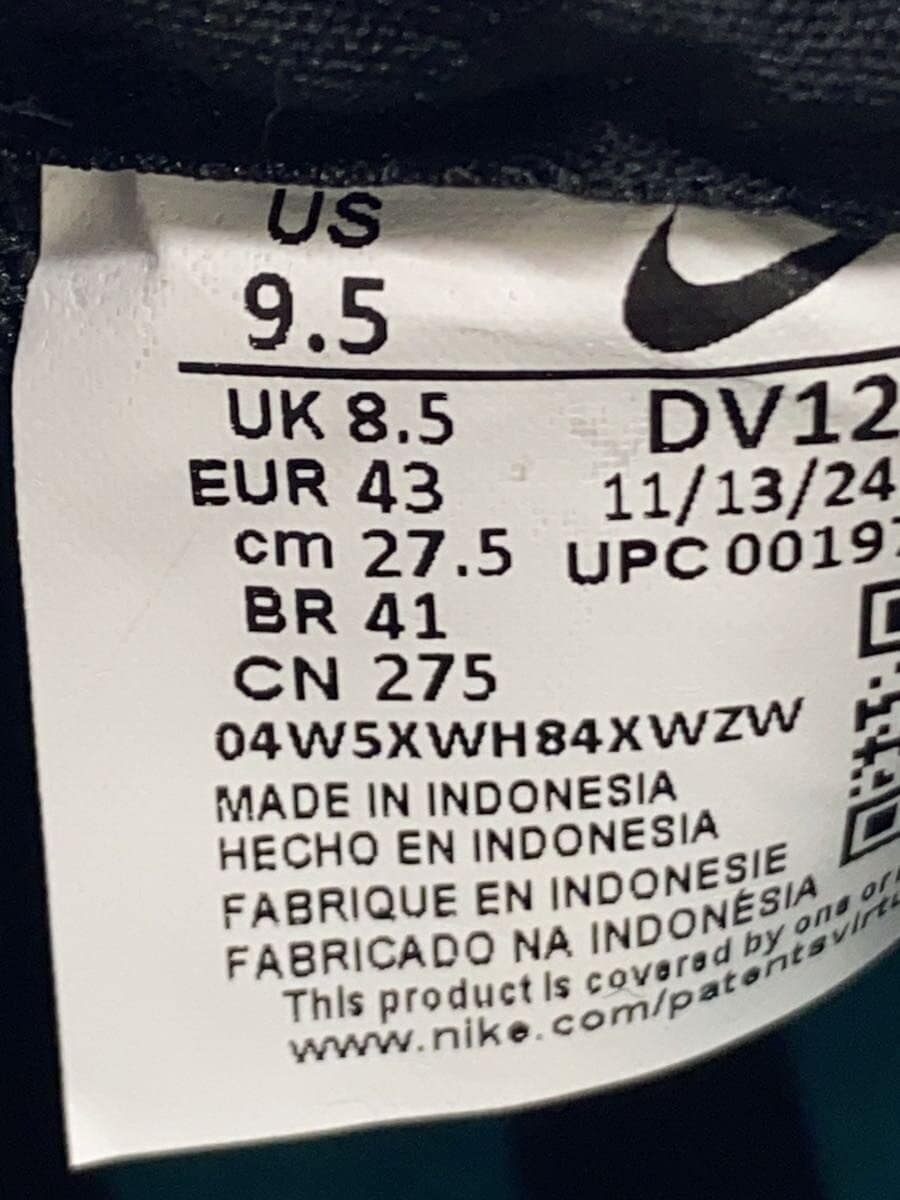 US
9.5
UK 8.5
EUR 43
cm 27.5
BR 41
CN 275
DV12
11/13/24
UPC 00197
04W5XWH84XWZW
MADE IN INDONESIA
HECHO EN INDONESIA
FABRIQUE EN INDONESIE
FABRICADO NA INDONÉSIA
This product is covered by one or
www.nike.com/patentsvirtu